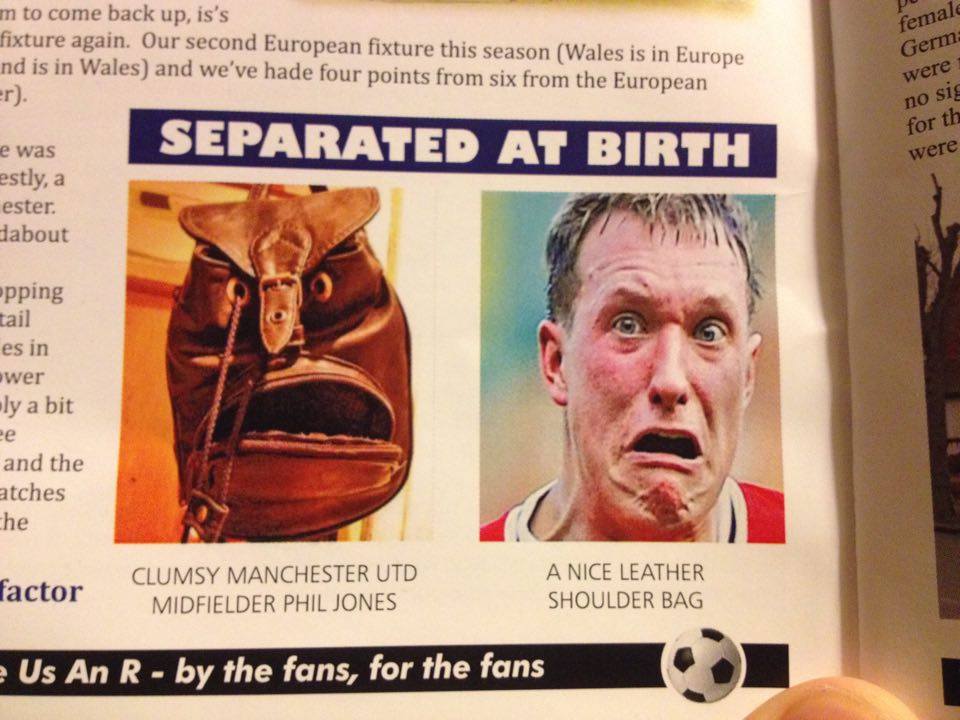 m to come back up, is's
fixture again. Our second European fixture this season (Wales is in Europe
nd is in Wales) and we've hade four points from six from the European
er).
SEPARATED AT BIRTH
e was
estly, a
ester.
dabout
opping
tail
es in
ower
ly a bit
ee
and the
atches
the
factor
CLUMSY MANCHESTER UTD
MIDFIELDER PHIL JONES
A NICE LEATHER
SHOULDER BAG
e Us An R - by the fans, for the fans
female
Germa
were
no sig
for th
were